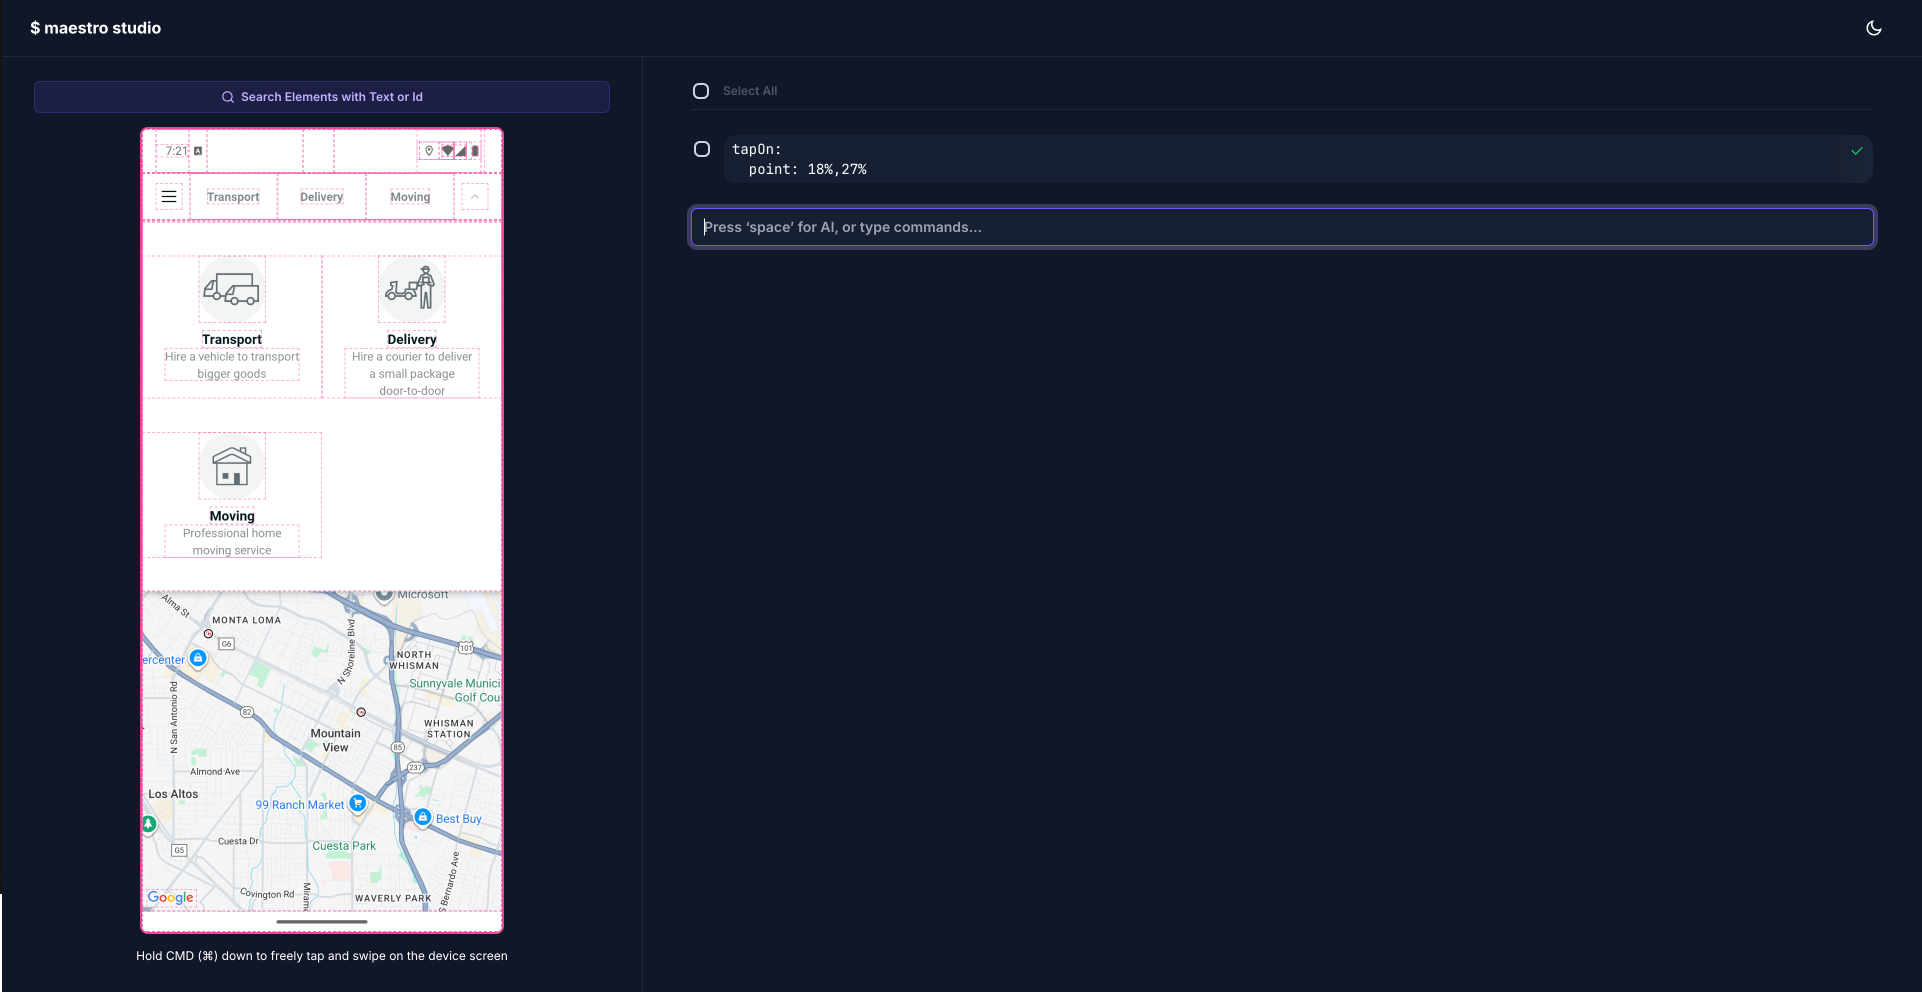 $ maestro studio
Search Elements with Text or Id
7:21
Transport
Delivery
Moving
Transport
Hire a vehicle to transport
bigger goods
Delivery
Hire a courier to deliver
a small package
door-to-door
Moving
Professional home
moving service
Alma St
Microsoft
MONTA LOMA
G6
N Shoreline Blvd
101
NORTH
WHISMAN
ercenter
Sunnyvale Munici
Golf Cou
N San Antonio Rd
82
WHISMAN
STATION
Mountain
View
85
237
Almond Ave
Los Altos
99 Ranch Market
Best Buy
Cuesta Dr
Cuesta Park
G5
S Bernardo Ave
Covington Rd
Miramo
WAVERLY PARK
Google
Hold CMD (⌘) down to freely tap and swipe on the device screen
Select All
tapOn:
point: 18%,27%
Press ‘space’ for AI, or type commands...